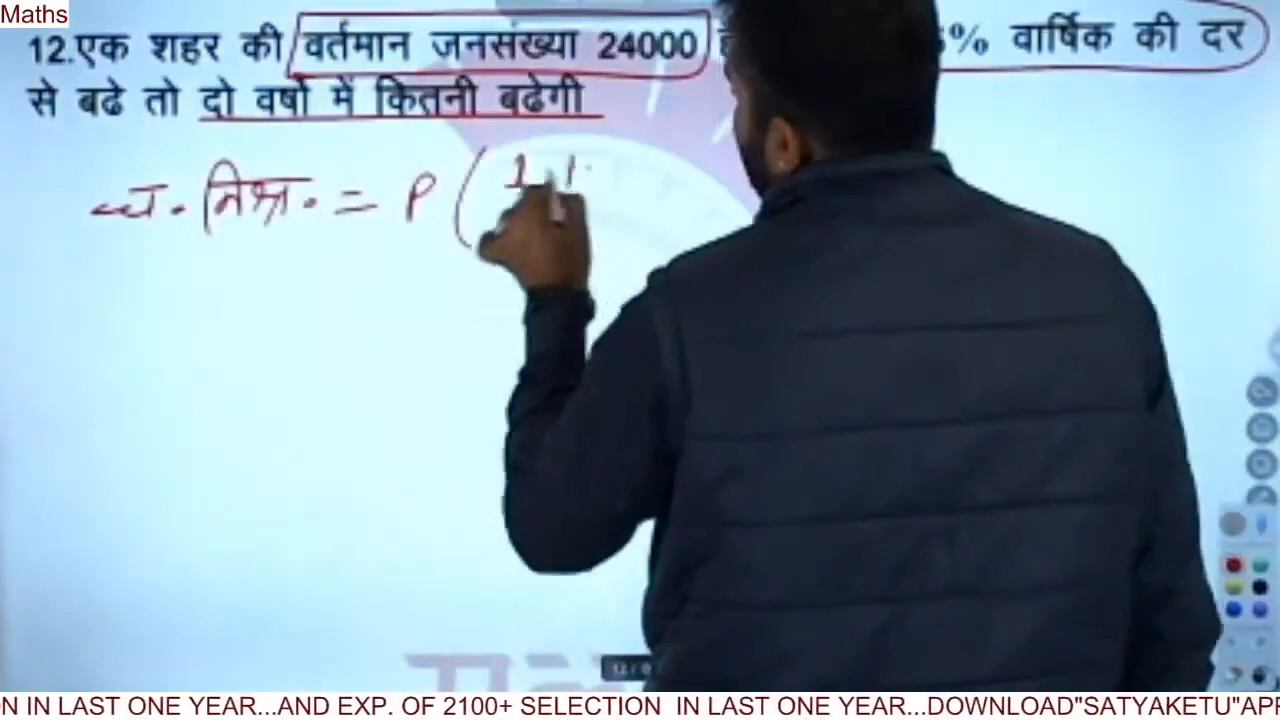 Maths
12.एक शहर की वर्तमान जनसंख्या 24000 % वार्षिक की दर
से बढे तो दो वर्षो में कितनी बढेगी
च. मिश्र. = P (
N IN LAST ONE YEAR...AND EXP. OF 2100+ SELECTION IN LAST ONE YEAR...DOWNLOAD"SATYAKETU"API